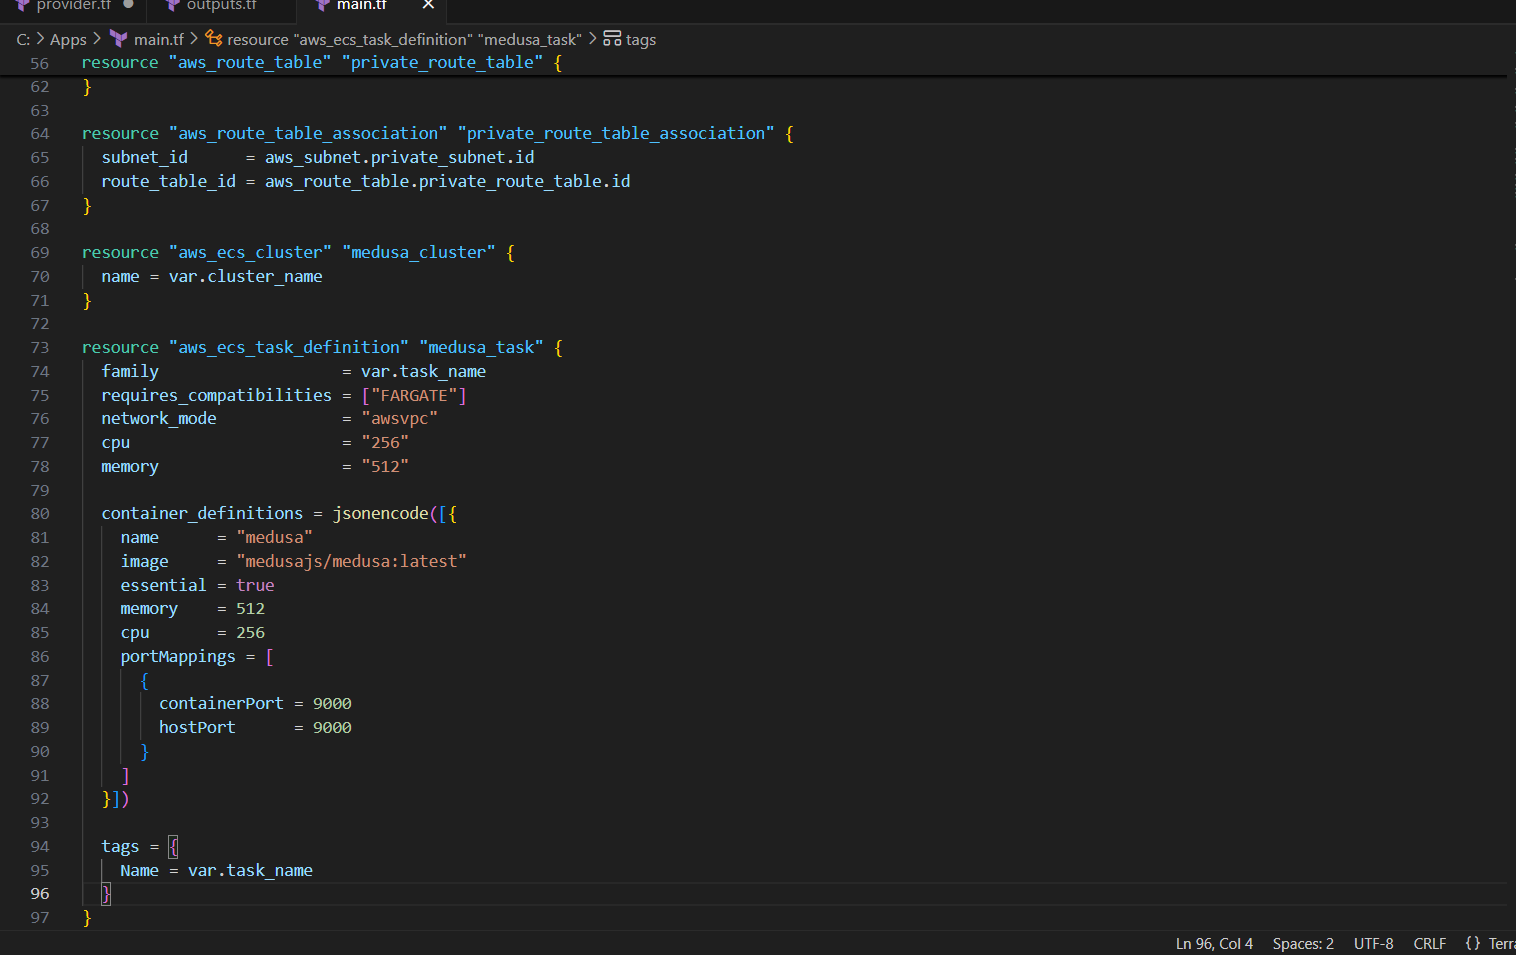 provider.tf ● outputs.tf main.tf ×
C: > Apps > main.tf > resource "aws_ecs_task_definition" "medusa_task" > tags
56 resource "aws_route_table" "private_route_table" {
62 }
63
64 resource "aws_route_table_association" "private_route_table_association" {
65   subnet_id      = aws_subnet.private_subnet.id
66   route_table_id = aws_route_table.private_route_table.id
67 }
68
69 resource "aws_ecs_cluster" "medusa_cluster" {
70   name = var.cluster_name
71 }
72
73 resource "aws_ecs_task_definition" "medusa_task" {
74   family                   = var.task_name
75   requires_compatibilities = ["FARGATE"]
76   network_mode             = "awsvpc"
77   cpu                      = "256"
78   memory                   = "512"
79
80   container_definitions = jsonencode([{
81     name      = "medusa"
82     image     = "medusajs/medusa:latest"
83     essential = true
84     memory    = 512
85     cpu       = 256
86     portMappings = [
87       {
88         containerPort = 9000
89         hostPort      = 9000
90       }
91     ]
92   }])
93
94   tags = {
95     Name = var.task_name
96   }
97 }
Ln 96, Col 4 Spaces: 2 UTF-8 CRLF {} Terra